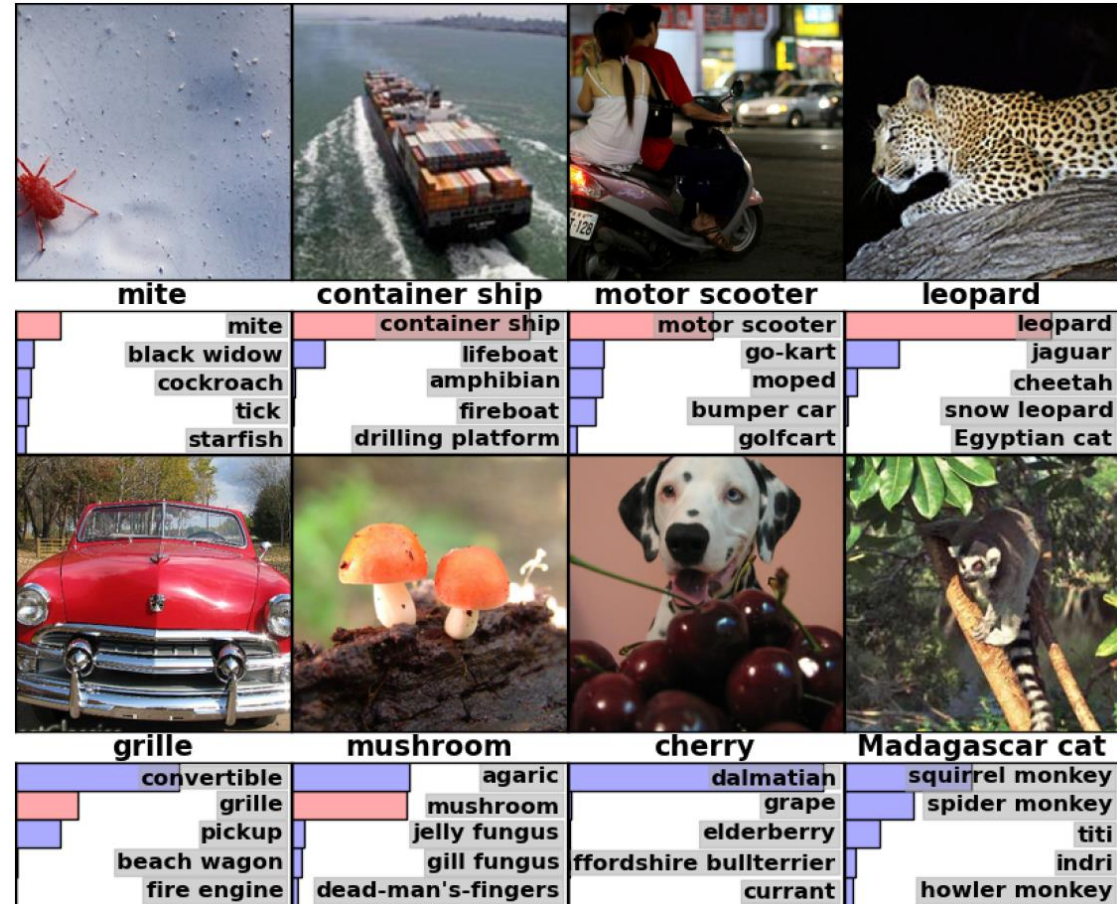 T-128
mite
container ship
motor scooter
leopard
mite
black widow
cockroach
tick
starfish
container ship
lifeboat
amphibian
fireboat
drilling platform
motor scooter
go-kart
moped
bumper car
golfcart
leopard
jaguar
cheetah
snow leopard
Egyptian cat
grille
mushroom
cherry
Madagascar cat
convertible
grille
pickup
beach wagon
fire engine
agaric
mushroom
jelly fungus
gill fungus
dead-man's-fingers
dalmatian
grape
elderberry
ffordshire bullterrier
currant
squirrel monkey
spider monkey
titi
indri
howler monkey